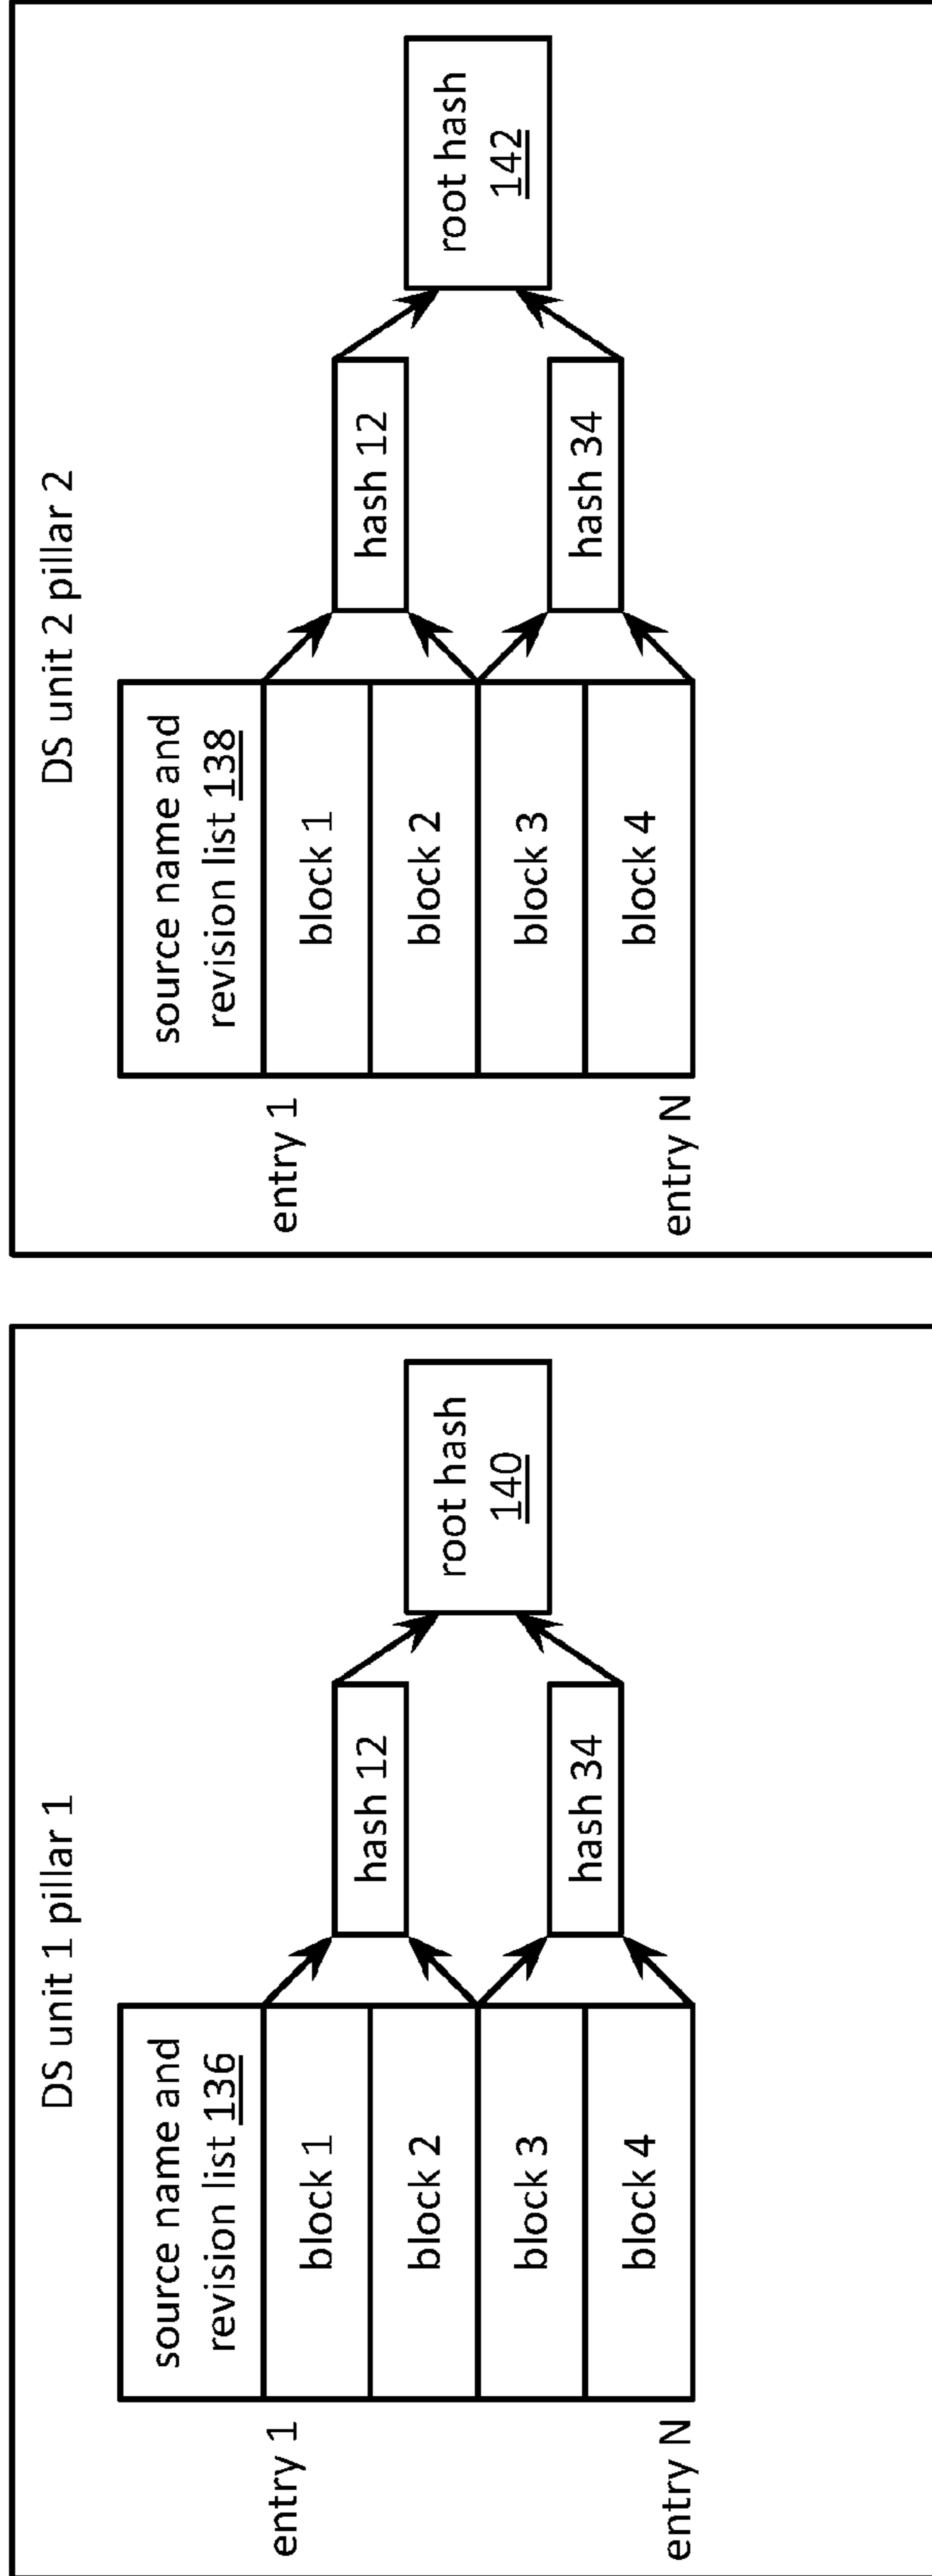 DS unit 1 pillar 1
source name and
revision list 136
entry 1
block 1
block 2
block 3
block 4
entry N
hash 12
hash 34
root hash
140
DS unit 2 pillar 2
source name and
revision list 138
entry 1
block 1
block 2
block 3
block 4
entry N
hash 12
hash 34
root hash
142